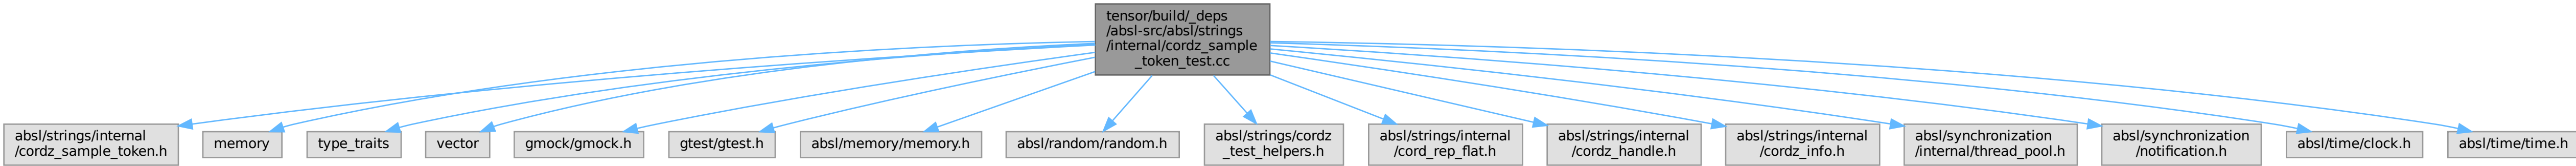 tensor/build/_deps
/absl-src/absl/strings
/internal/cordz_sample
_token_test.cc
absl/strings/internal
/cordz_sample_token.h
memory
type_traits
vector
gmock/gmock.h
gtest/gtest.h
absl/memory/memory.h
absl/random/random.h
absl/strings/cordz
_test_helpers.h
absl/strings/internal
/cord_rep_flat.h
absl/strings/internal
/cordz_handle.h
absl/strings/internal
/cordz_info.h
absl/synchronization
/internal/thread_pool.h
absl/synchronization
/notification.h
absl/time/clock.h
absl/time/time.h